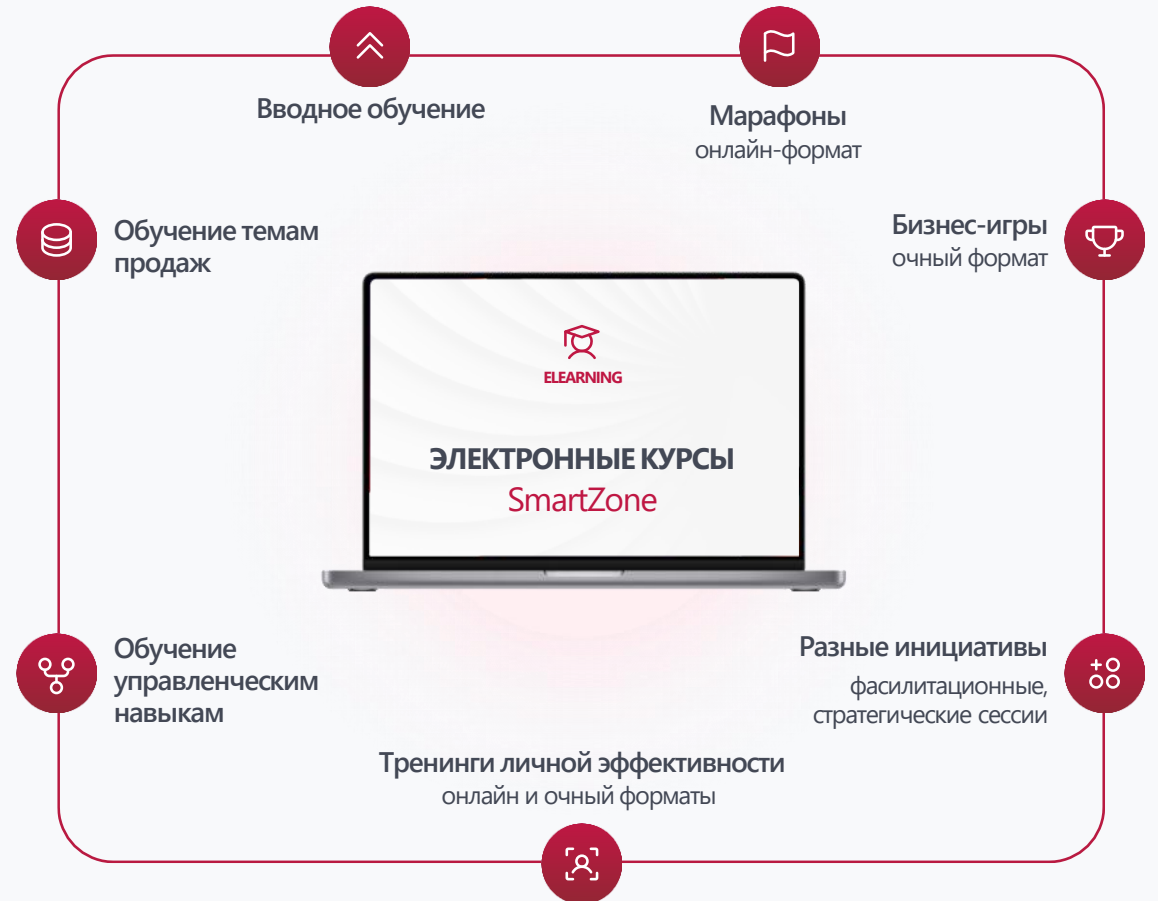 Вводное обучение
Марафоны
онлайн-формат
Обучение темам
продаж
Бизнес-игры
очный формат
ELEARNING
ЭЛЕКТРОННЫЕ КУРСЫ
SmartZone
Обучение
управленческим
навыкам
Разные инициативы
фасилитационные,
стратегические сессии
Тренинги личной эффективности
онлайн и очный форматы